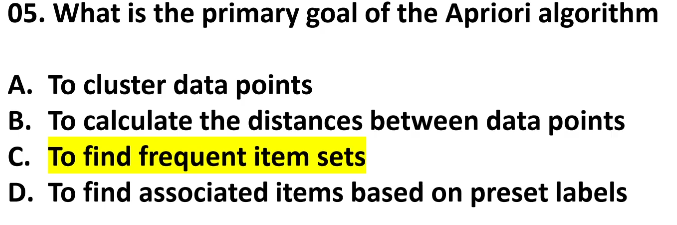 05. What is the primary goal of the Apriori algorithm
A. To cluster data points
B. To calculate the distances between data points
C. To find frequent item sets
D. To find associated items based on preset labels